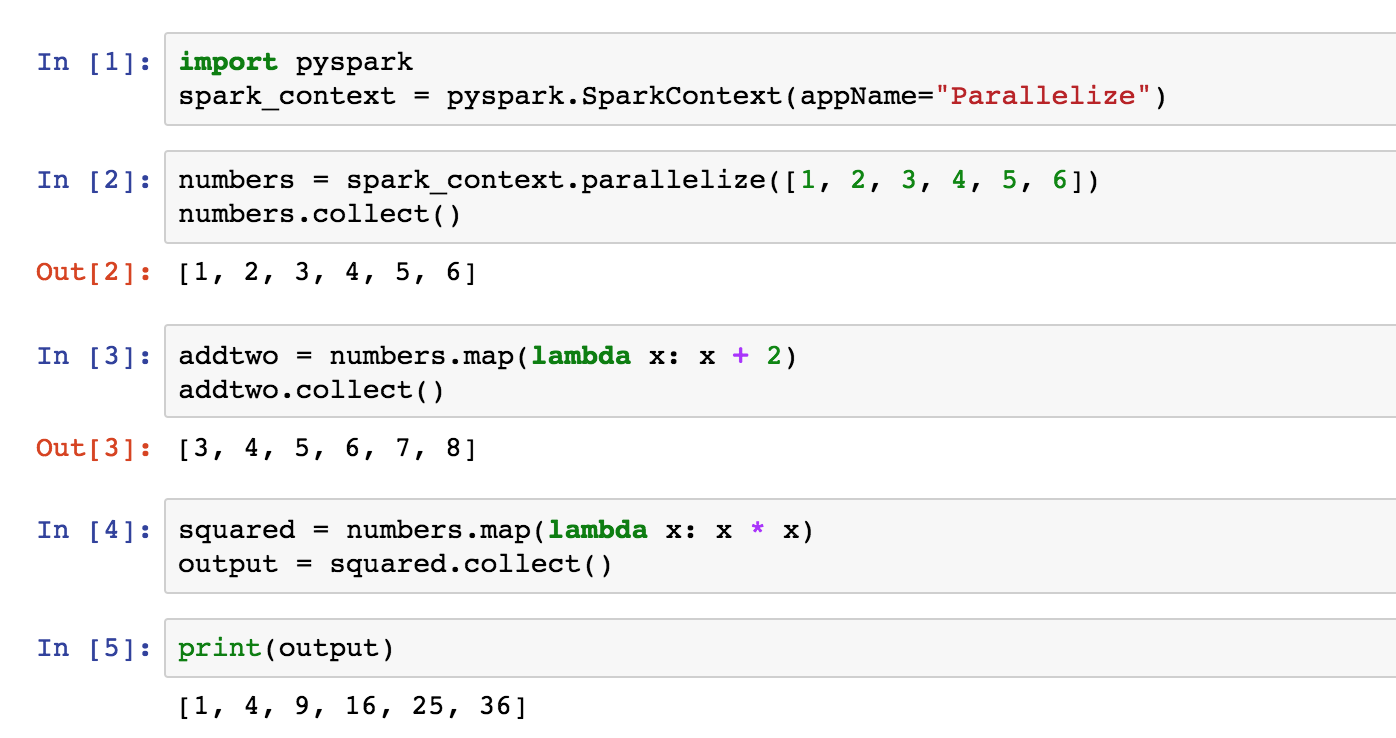 In [1]: import pyspark
spark_context = pyspark.SparkContext(appName="Parallelize")
In [2]: numbers = spark_context.parallelize([1, 2, 3, 4, 5, 6])
numbers.collect()
Out[2]: [1, 2, 3, 4, 5, 6]
In [3]: addtwo = numbers.map(lambda x: x + 2)
addtwo.collect()
Out[3]: [3, 4, 5, 6, 7, 8]
In [4]: squared = numbers.map(lambda x: x * x)
output = squared.collect()
In [5]: print(output)
[1, 4, 9, 16, 25, 36]